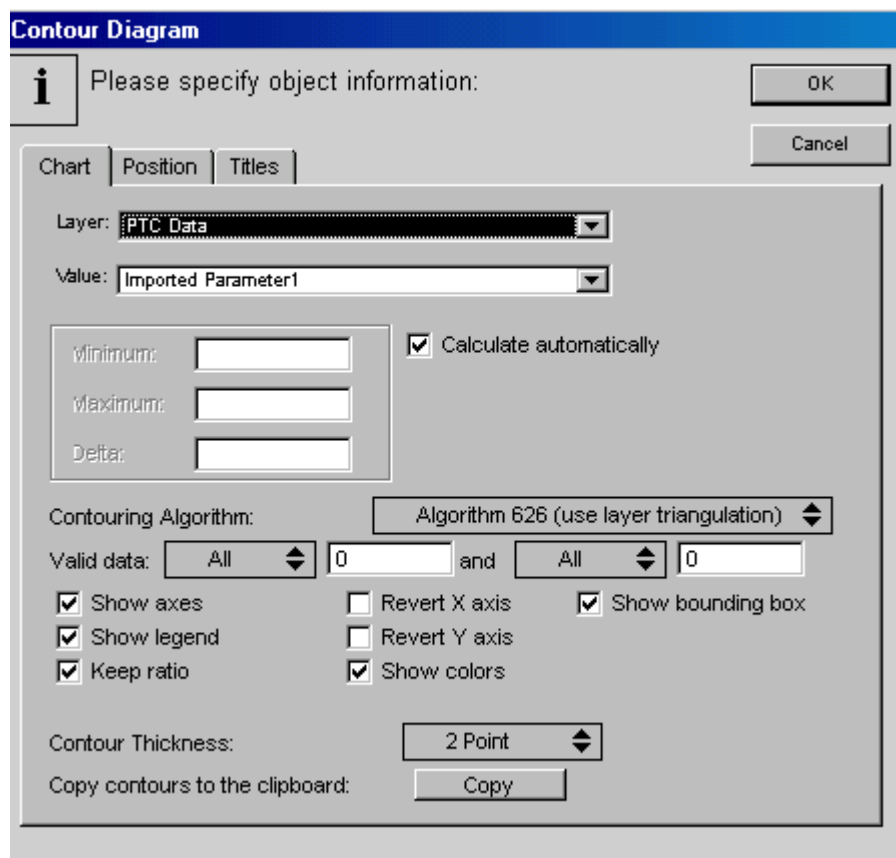 Contour Diagram
i Please specify object information:
OK
Cancel
Chart Position Titles
Layer: PTC Data
Value: Imported Parameter1
Minimum:
Calculate automatically
Maximum:
Delta:
Contouring Algorithm: Algorithm 626 (use layer triangulation)
Valid data: All 0 and All 0
Show axes Revert X axis Show bounding box
Show legend Revert Y axis
Keep ratio Show colors
Contour Thickness: 2 Point
Copy contours to the clipboard: Copy